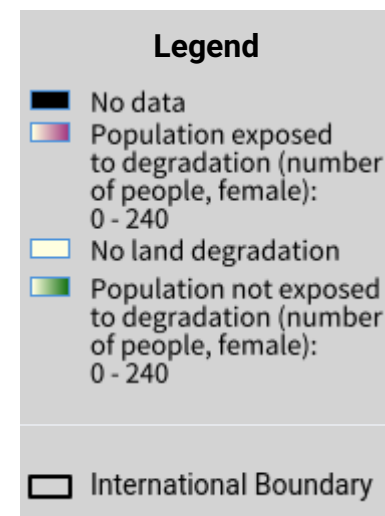 Legend
No data
Population exposed
to degradation (number
of people, female):
0 - 240
No land degradation
Population not exposed
to degradation (number
of people, female):
0 - 240
International Boundary